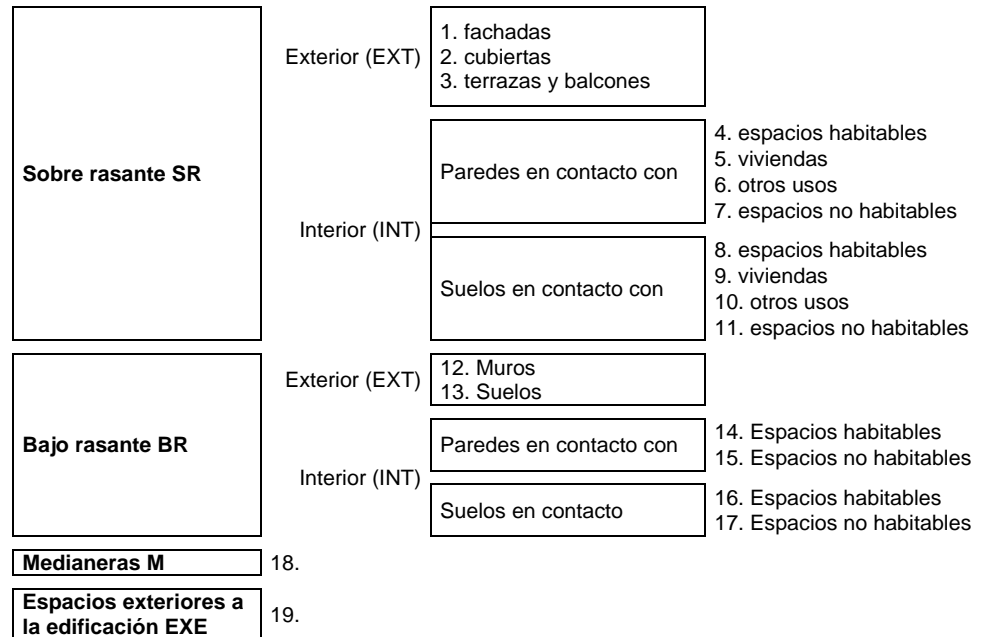 Sobre rasante SR
Exterior (EXT)
1. fachadas
2. cubiertas
3. terrazas y balcones
Interior (INT)
Paredes en contacto con
4. espacios habitables
5. viviendas
6. otros usos
7. espacios no habitables
Suelos en contacto con
8. espacios habitables
9. viviendas
10. otros usos
11. espacios no habitables
Bajo rasante BR
Exterior (EXT)
12. Muros
13. Suelos
Interior (INT)
Paredes en contacto con
14. Espacios habitables
15. Espacios no habitables
Suelos en contacto
16. Espacios habitables
17. Espacios no habitables
Medianeras M
18.
Espacios exteriores a
la edificación EXE
19.